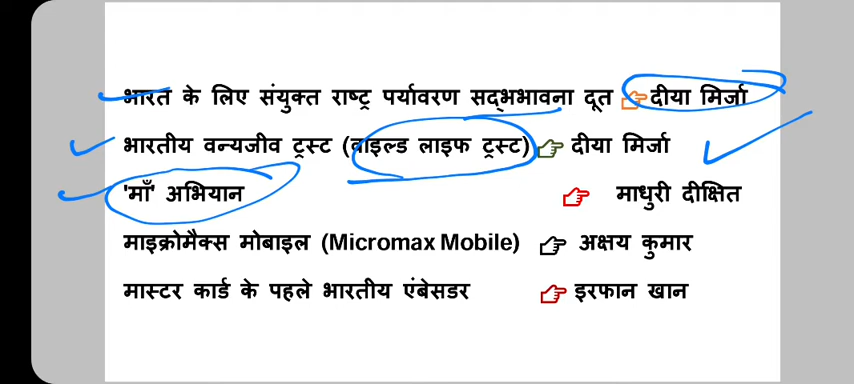 भारत के लिए संयुक्त राष्ट्र पर्यावरण सद्भभावना दूत 👉 दीया मिर्जा
भारतीय वन्यजीव ट्रस्ट (वाइल्ड लाइफ ट्रस्ट) 👉 दीया मिर्जा
'माँ' अभियान 👉 माधुरी दीक्षित
माइक्रोमैक्स मोबाइल (Micromax Mobile) 👉 अक्षय कुमार
मास्टर कार्ड के पहले भारतीय एंबेसडर 👉 इरफान खान